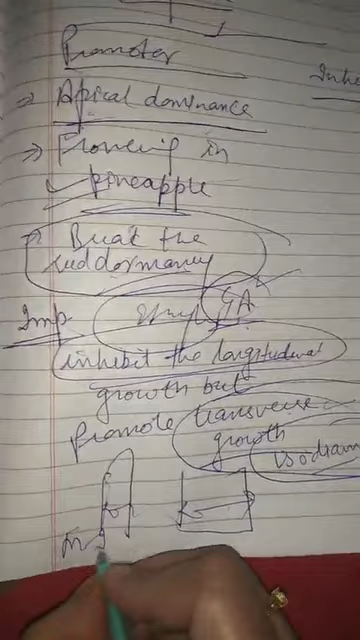 Promoter
Inhe
⇒ Apical dominance
⇒ Flowering in
pineapple
⇒ Break the
seed dormancy
Imp. GA
inhibit the longitudinal
growth but
Promote transverse
growth